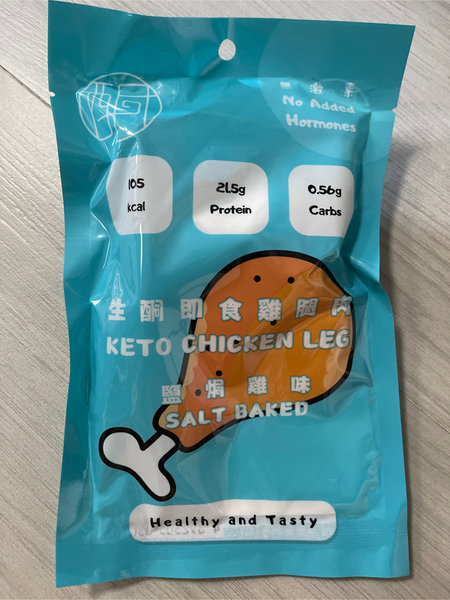 無激素
No Added
Hormones
105
kcal
21.5g
Protein
0.56g
Carbs
生酮即食雞腿肉
KETO CHICKEN LEG
鹽焗雞味
SALT BAKED
Healthy and Tasty